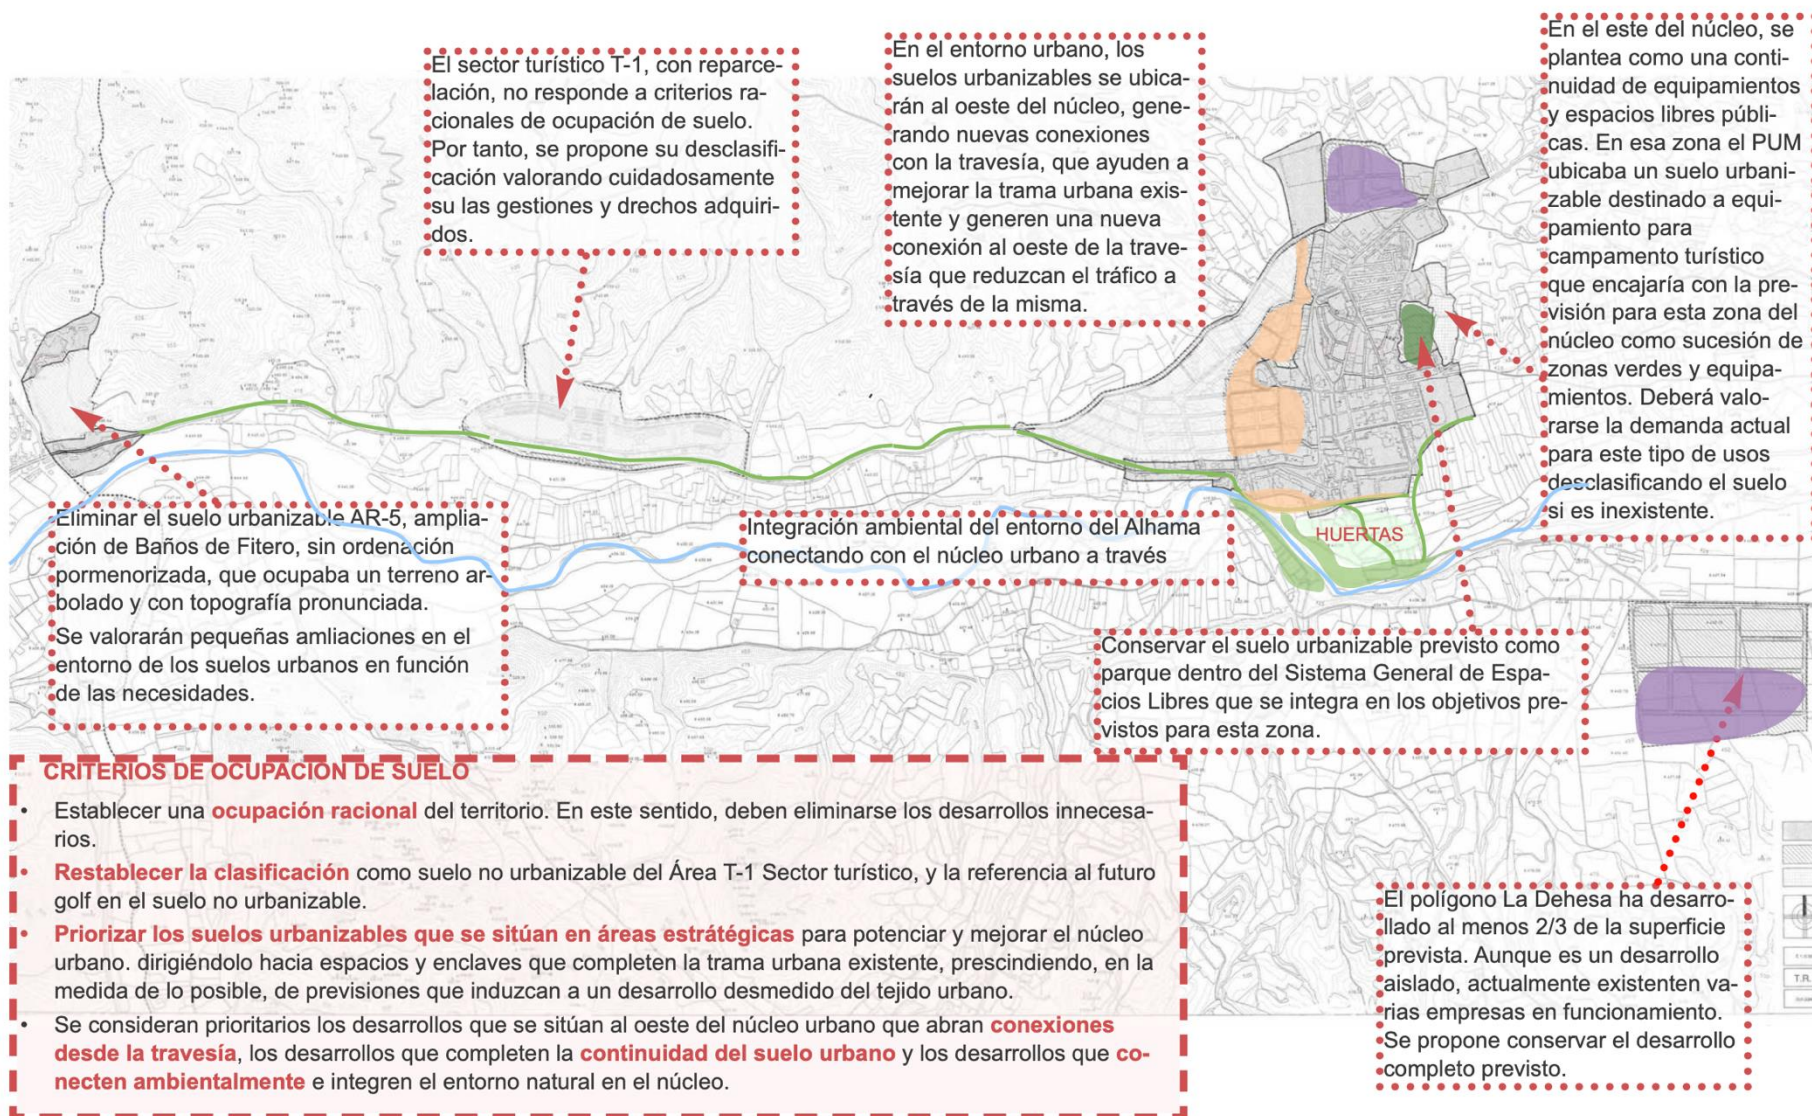 El sector turístico T-1, con reparce-
lación, no responde a criterios ra-
cionales de ocupación de suelo.
Por tanto, se propone su desclasifi-
cación valorando cuidadosamente
su las gestiones y drechos adquiri-
dos.
En el entorno urbano, los
suelos urbanizables se ubica-
rán al oeste del núcleo, gene-
rando nuevas conexiones
con la travesía, que ayuden a
mejorar la trama urbana exis-
tente y generen una nueva
conexión al oeste de la trave-
sía que reduzcan el tráfico a
través de la misma.
En el este del núcleo, se
plantea como una conti-
nuidad de equipamientos
y espacios libres públi-
cas. En esa zona el PUM
ubicaba un suelo urbani-
zable destinado a equi-
pamiento para
campamento turístico
que encajaría con la pre-
visión para esta zona del
núcleo como sucesión de
zonas verdes y equipa-
mientos. Deberá valo-
rarse la demanda actual
para este tipo de usos
desclasificando el suelo
si es inexistente.
Eliminar el suelo urbanizable AR-5, amplia-
ción de Baños de Fitero, sin ordenación
pormenorizada, que ocupaba un terreno ar-
bolado y con topografía pronunciada.
Se valorarán pequeñas amliaciones en el
entorno de los suelos urbanos en función
de las necesidades.
Integración ambiental del entorno del Alhama
conectando con el núcleo urbano a través
HUERTAS
Conservar el suelo urbanizable previsto como
parque dentro del Sistema General de Espa-
cios Libres que se integra en los objetivos pre-
vistos para esta zona.
CRITERIOS DE OCUPACIÓN DE SUELO
• Establecer una ocupación racional del territorio. En este sentido, deben eliminarse los desarrollos innecesa-
rios.
• Restablecer la clasificación como suelo no urbanizable del Área T-1 Sector turístico, y la referencia al futuro
golf en el suelo no urbanizable.
• Priorizar los suelos urbanizables que se sitúan en áreas estrátégicas para potenciar y mejorar el núcleo
urbano. dirigiéndolo hacia espacios y enclaves que completen la trama urbana existente, prescindiendo, en la
medida de lo posible, de previsiones que induzcan a un desarrollo desmedido del tejido urbano.
• Se consideran prioritarios los desarrollos que se sitúan al oeste del núcleo urbano que abran conexiones
desde la travesía, los desarrollos que completen la continuidad del suelo urbano y los desarrollos que co-
necten ambientalmente e integren el entorno natural en el núcleo.
El polígono La Dehesa ha desarro-
llado al menos 2/3 de la superficie
prevista. Aunque es un desarrollo
aislado, actualmente existenten va-
rias empresas en funcionamiento.
Se propone conservar el desarrollo
completo previsto.
T.R.